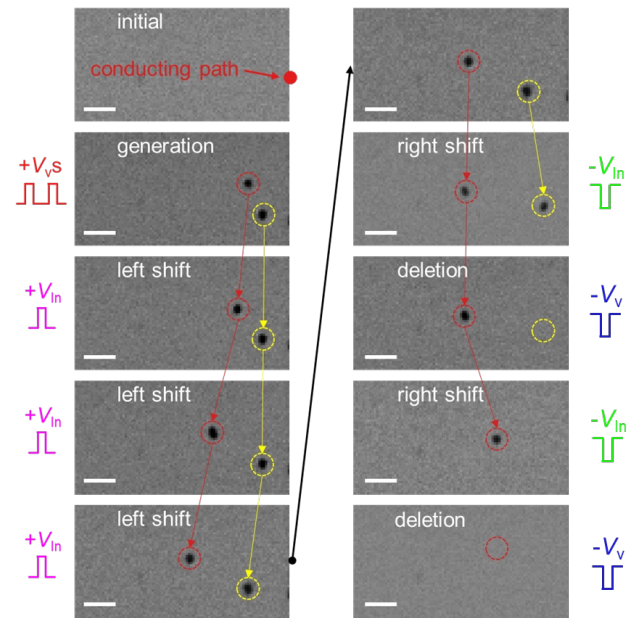 initial
conducting path
generation
+Vvs
left shift
+VIn
left shift
+VIn
left shift
+VIn
right shift
-VIn
deletion
-Vv
right shift
-VIn
deletion
-Vv